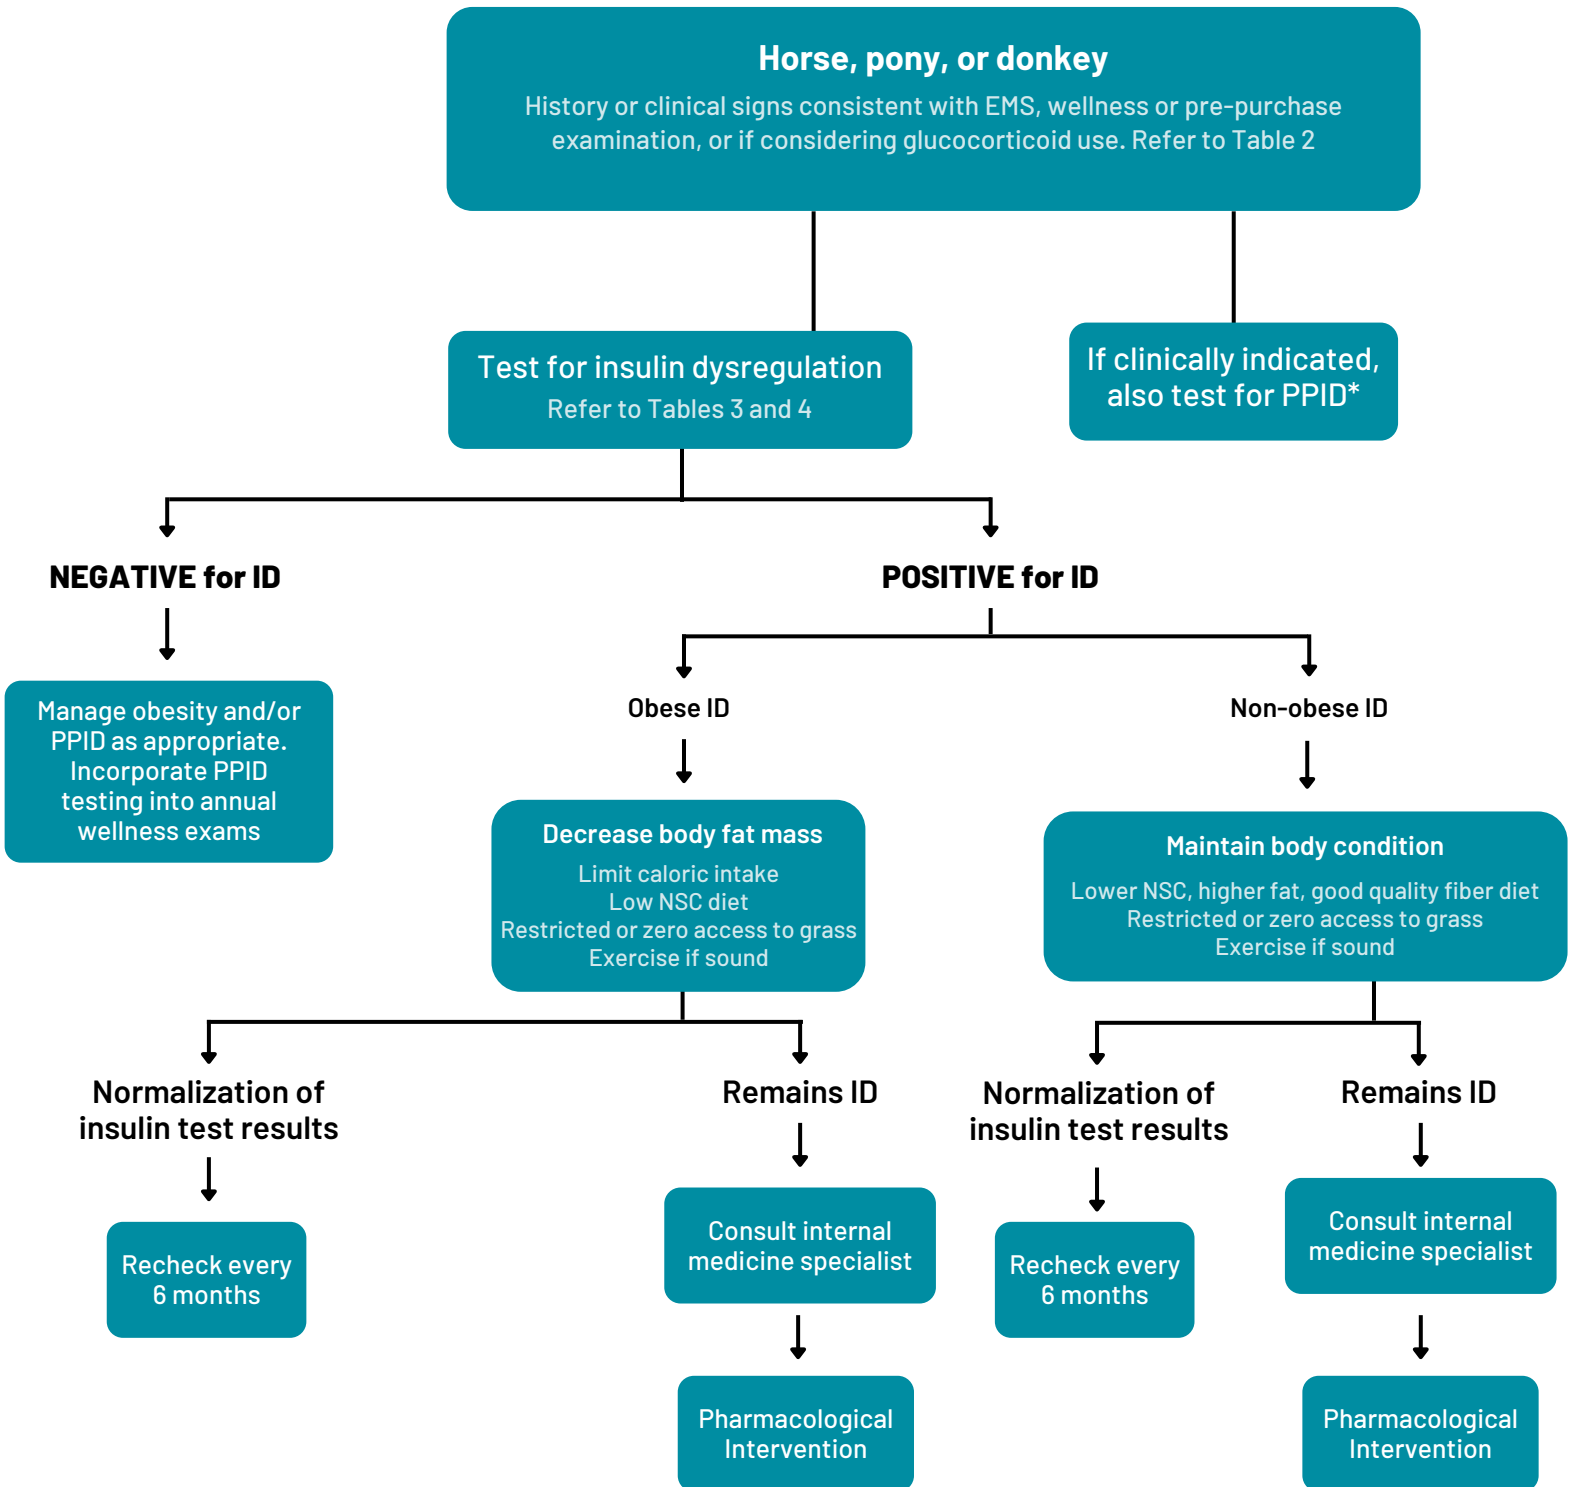 Horse, pony, or donkey
History or clinical signs consistent with EMS, wellness or pre-purchase
examination, or if considering glucocorticoid use. Refer to Table 2
Test for insulin dysregulation
Refer to Tables 3 and 4
If clinically indicated,
also test for PPID*
NEGATIVE for ID
POSITIVE for ID
Manage obesity and/or
PPID as appropriate.
Incorporate PPID
testing into annual
wellness exams
Obese ID
Non-obese ID
Decrease body fat mass
Limit caloric intake
Low NSC diet
Restricted or zero access to grass
Exercise if sound
Maintain body condition
Lower NSC, higher fat, good quality fiber diet
Restricted or zero access to grass
Exercise if sound
Normalization of
insulin test results
Remains ID
Normalization of
insulin test results
Remains ID
Recheck every
6 months
Consult internal
medicine specialist
Recheck every
6 months
Consult internal
medicine specialist
Pharmacological
Intervention
Pharmacological
Intervention